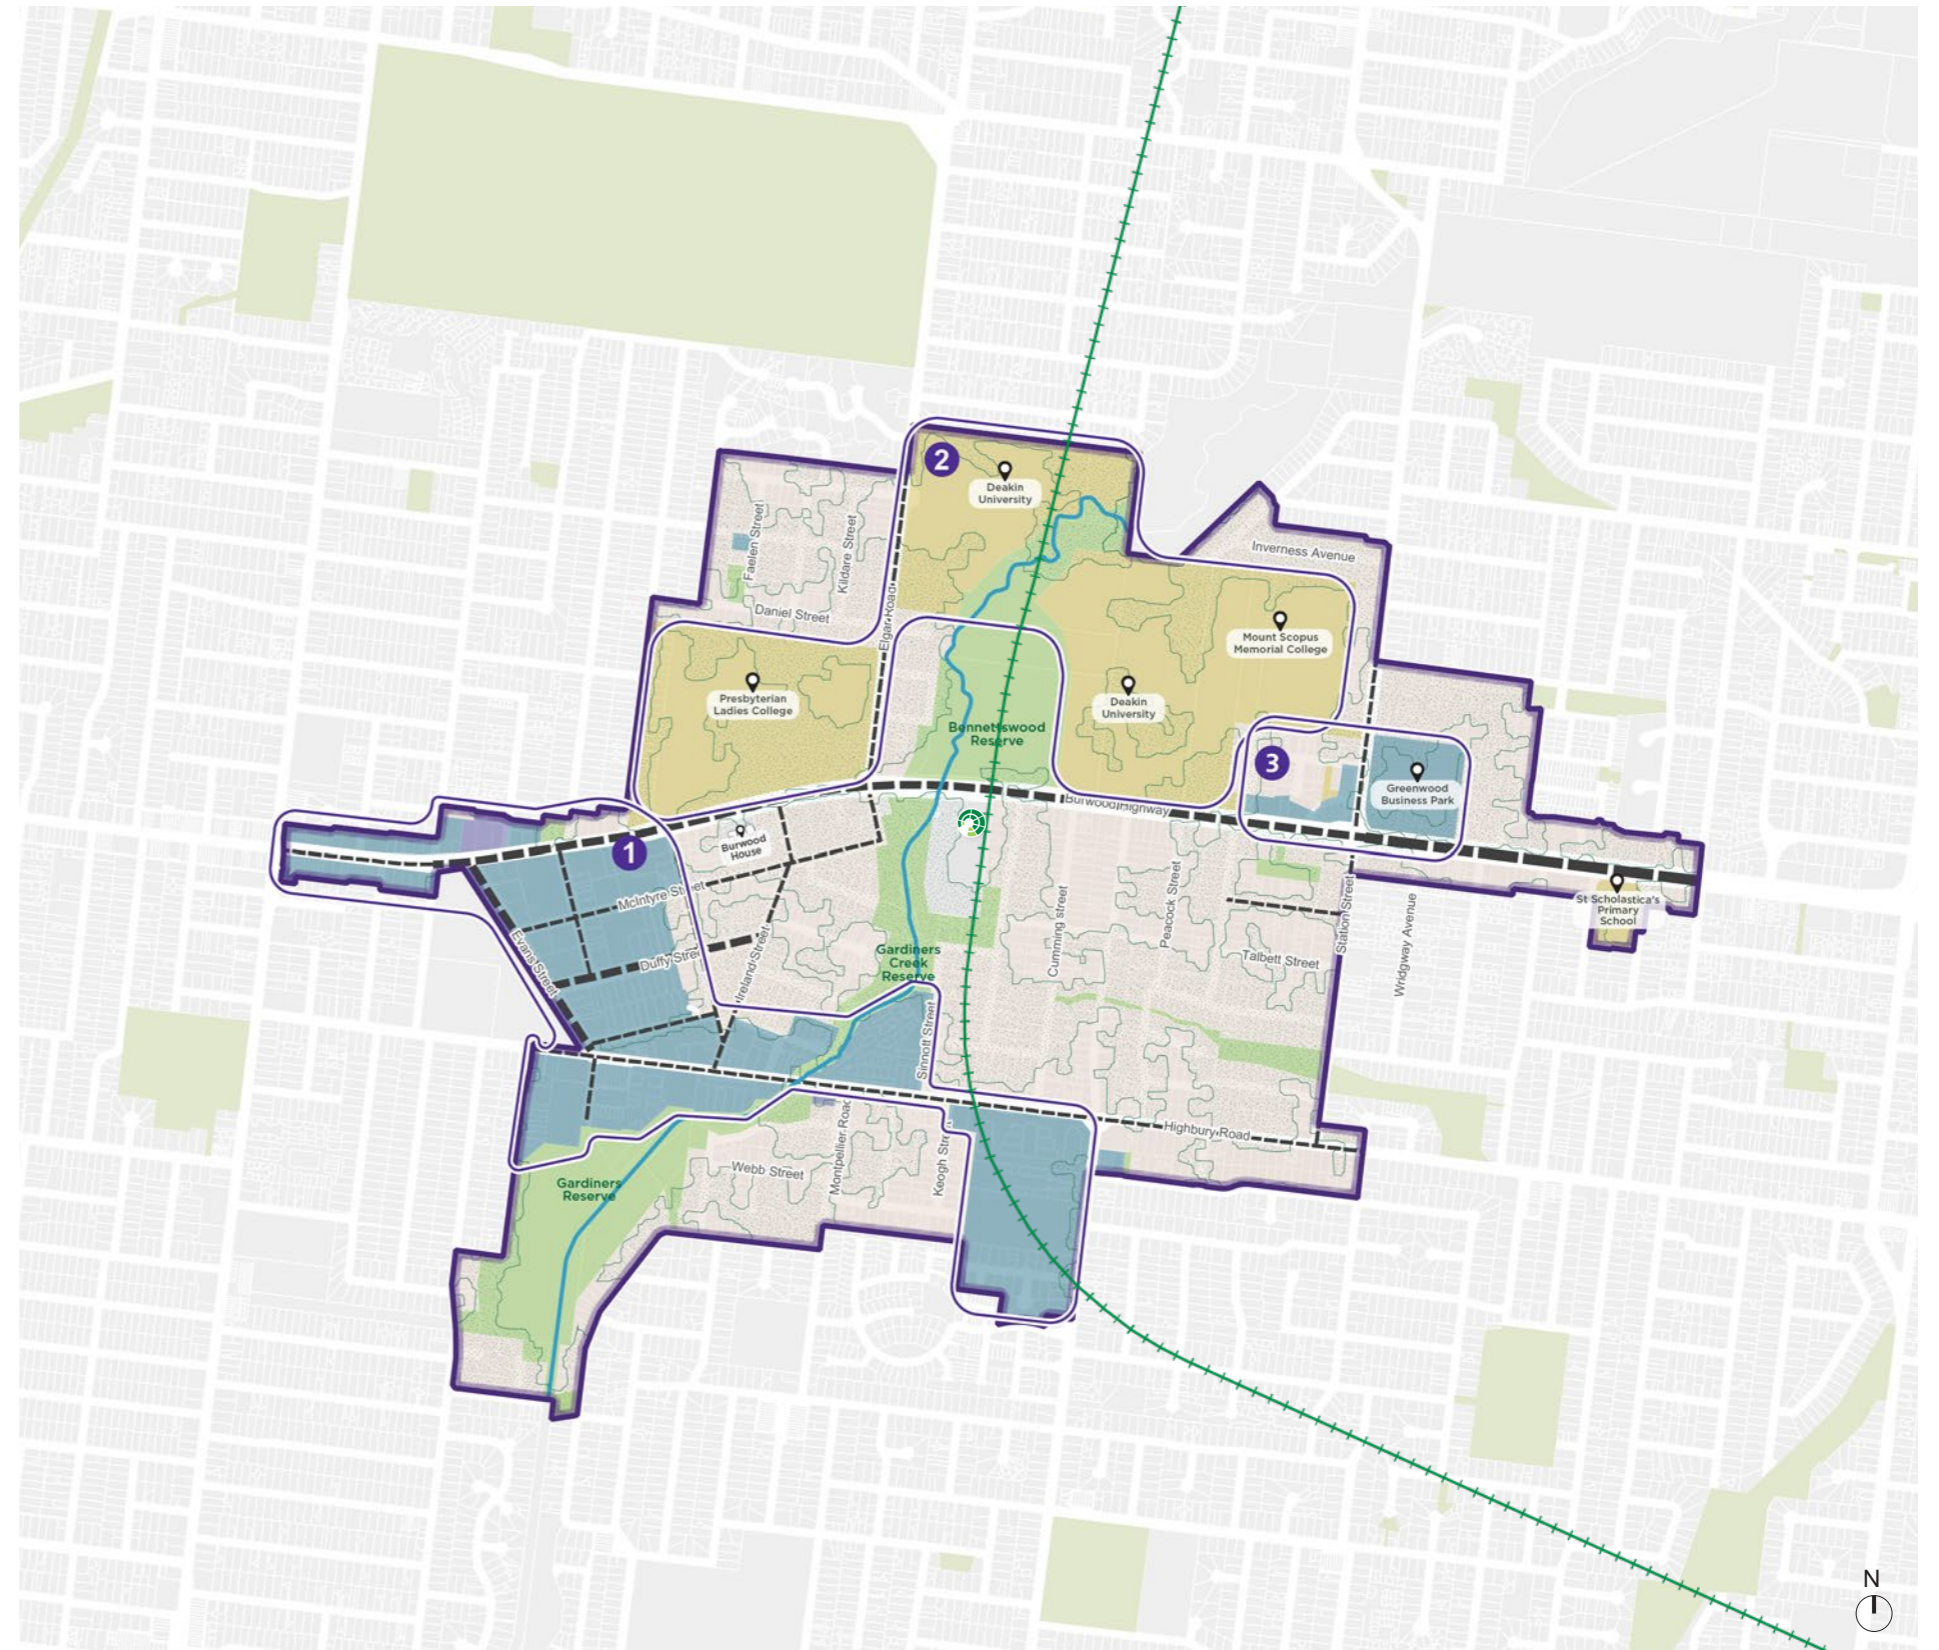 2
Deakin
University
Faelen Street
Kildare Street
Inverness Avenue
Daniel Street
Elgar Road
Mount Scopus
Memorial College
Presbyterian
Ladies College
Deakin
University
Bennettswood
Reserve
3
Greenwood
Business Park
Burwood Highway
1
Burwood
House
McIntyre Street
St Scholastica's
Primary
School
Evans Street
Duffy Street
Ireland Street
Gardiners
Creek
Reserve
Cumming street
Peacock Street
Station Street
Wridgway Avenue
Talbett Street
Sinnott Street
Highbury Road
Montpellier Road
Keogh Street
Webb Street
Gardiners
Reserve
N